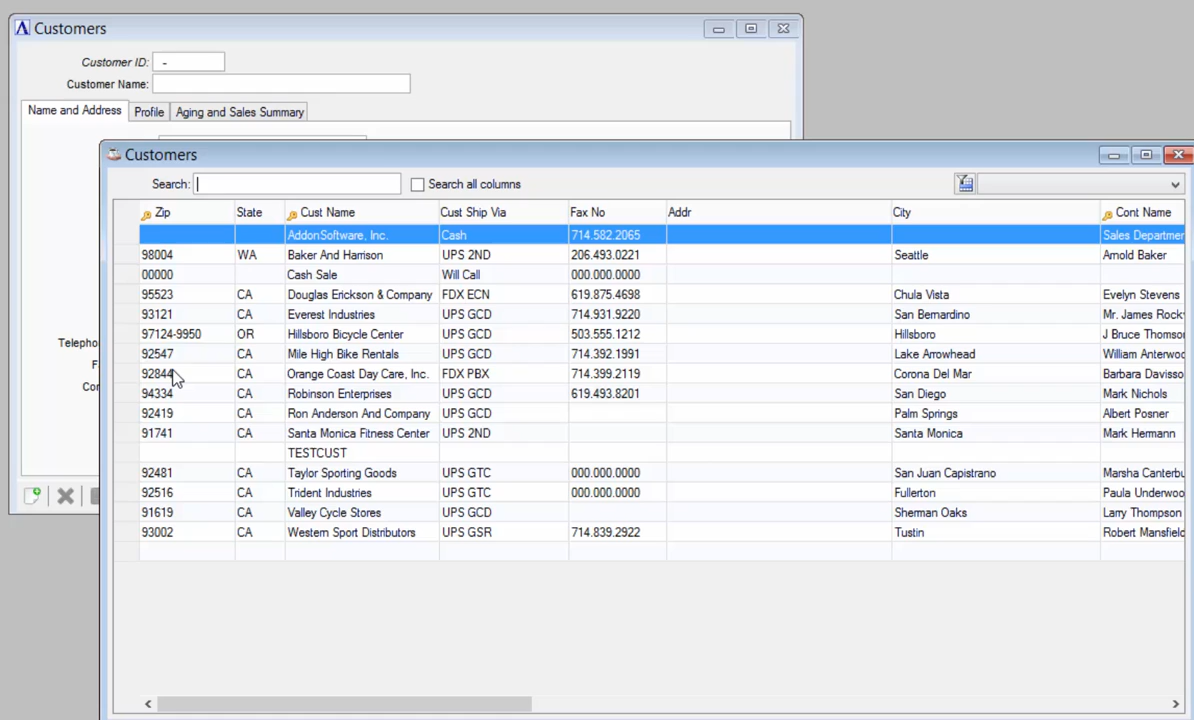 Customers
Customer ID: -
Customer Name:
Name and Address Profile Aging and Sales Summary
Customers
Search: Search all columns
Zip State Cust Name Cust Ship Via Fax No Addr City Cont Name
AddonSoftware, Inc. Cash 714.582.2065 Sales Departmer
98004 WA Baker And Harrison UPS 2ND 206.493.0221 Seattle Arnold Baker
00000 Cash Sale Will Call 000.000.0000
95523 CA Douglas Erickson & Company FDX ECN 619.875.4698 Chula Vista Evelyn Stevens
93121 CA Everest Industries UPS GCD 714.931.9220 San Bernardino Mr. James Rock
97124-9950 OR Hillsboro Bicycle Center UPS GCD 503.555.1212 Hillsboro J Bruce Thomso
Telepho
92547 CA Mile High Bike Rentals UPS GCD 714.392.1991 Lake Arrowhead William Anterwo
F
92844 CA Orange Coast Day Care, Inc. FDX PBX 714.399.2119 Corona Del Mar Barbara Davisso
Co
94334 CA Robinson Enterprises UPS GCD 619.493.8201 San Diego Mark Nichols
92419 CA Ron Anderson And Company UPS GCD Palm Springs Albert Posner
91741 CA Santa Monica Fitness Center UPS 2ND Santa Monica Mark Hermann
TESTCUST
92481 CA Taylor Sporting Goods UPS GTC 000.000.0000 San Juan Capistrano Marsha Canterbu
92516 CA Trident Industries UPS GTC 000.000.0000 Fullerton Paula Underwoo
91619 CA Valley Cycle Stores UPS GCD Sherman Oaks Larry Thompson
93002 CA Western Sport Distributors UPS GSR 714.839.2922 Tustin Robert Mansfield